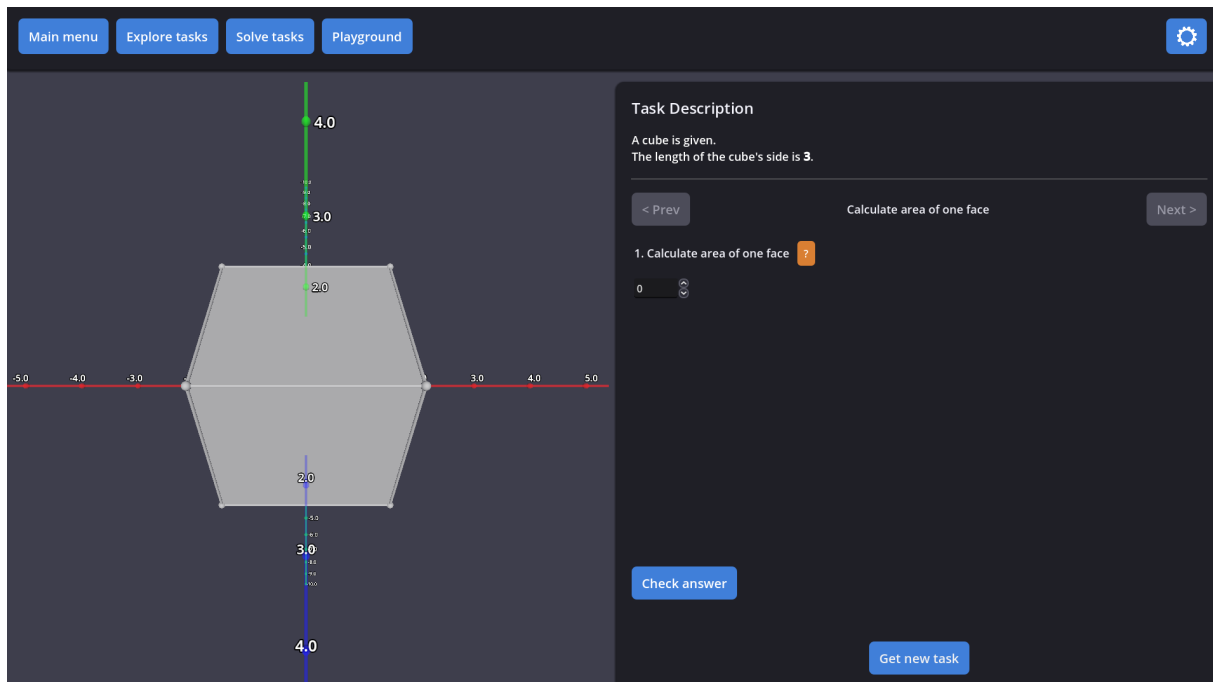 Main menu
Explore tasks
Solve tasks
Playground
4.0
3.0
2.0
-5.0 -4.0 -3.0 3.0 4.0 5.0
2.0
3.0
4.0
Task Description
A cube is given.
The length of the cube's side is 3.
< Prev
Calculate area of one face
Next >
1. Calculate area of one face ?
0
Check answer
Get new task